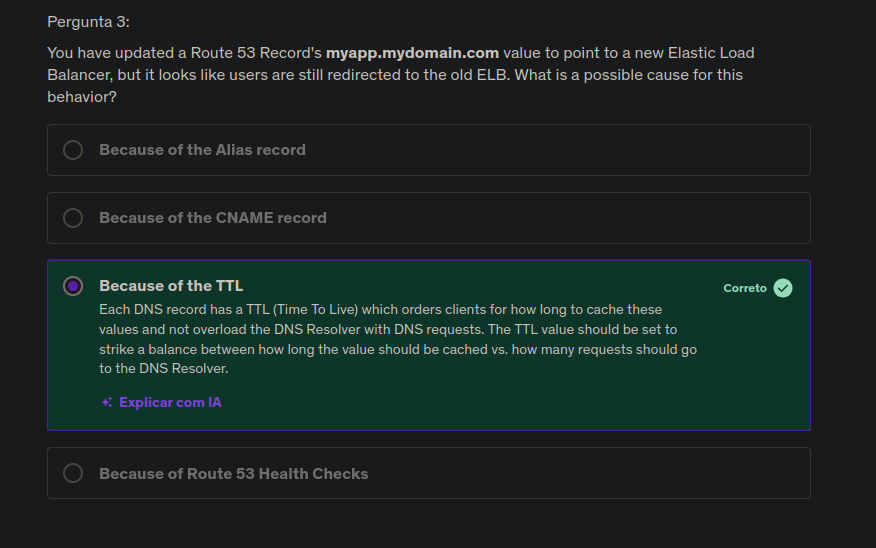 Pergunta 3:
You have updated a Route 53 Record's myapp.mydomain.com value to point to a new Elastic Load
Balancer, but it looks like users are still redirected to the old ELB. What is a possible cause for this
behavior?
Because of the Alias record
Because of the CNAME record
Because of the TTL
Correto
Each DNS record has a TTL (Time To Live) which orders clients for how long to cache these
values and not overload the DNS Resolver with DNS requests. The TTL value should be set to
strike a balance between how long the value should be cached vs. how many requests should go
to the DNS Resolver.
Explicar com IA
Because of Route 53 Health Checks